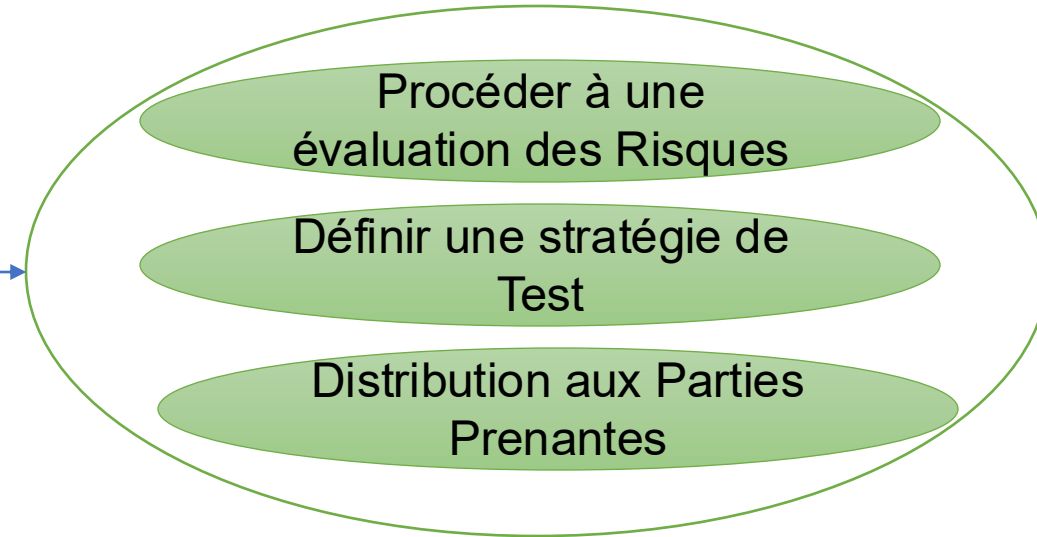 Procéder à une
évaluation des Risques
Définir une stratégie de
Test
Distribution aux Parties
Prenantes